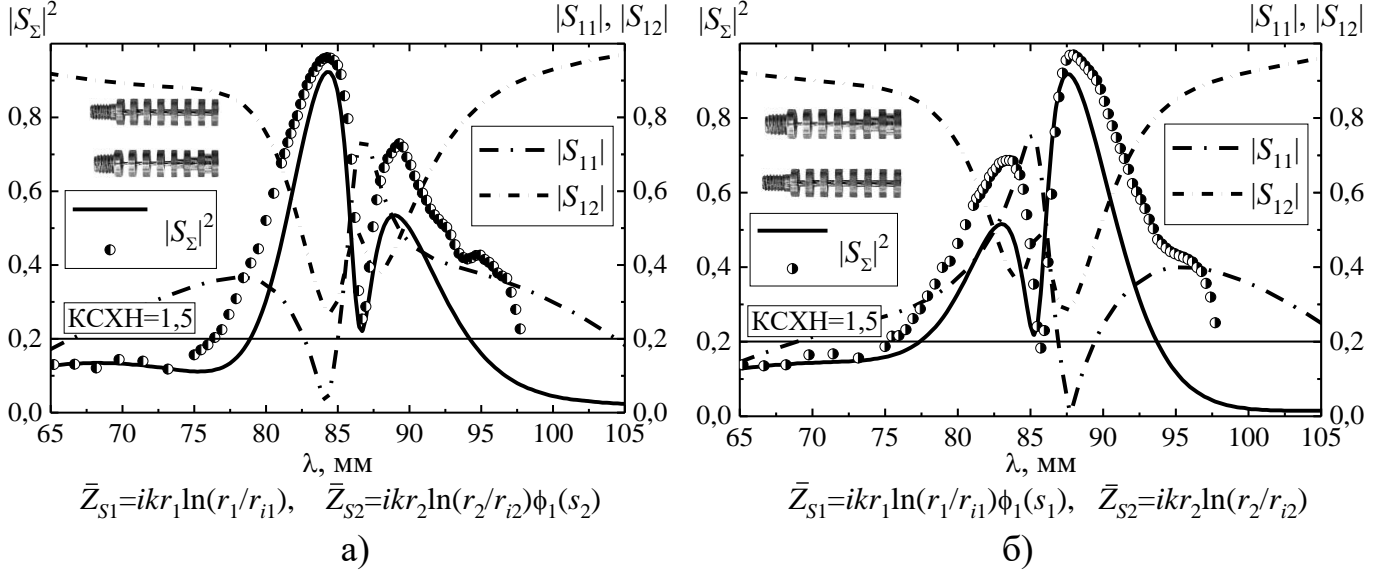 |S_Σ|² |S₁₁|, |S₁₂|
0,8
0,6
0,4
0,2
0,0
0,8
0,6
0,4
0,2
0,0
|S₁₁|
|S₁₂|
|S_Σ|²
КСХН=1,5
65 70 75 80 85 90 95 100 105
λ, мм
Z̄_S1=ikr₁ln(r₁/r_i1), Z̄_S2=ikr₂ln(r₂/r_i2)ϕ₁(s₂)
а)
|S_Σ|² |S₁₁|, |S₁₂|
0,8
0,6
0,4
0,2
0,0
0,8
0,6
0,4
0,2
0,0
|S₁₁|
|S₁₂|
|S_Σ|²
КСХН=1,5
65 70 75 80 85 90 95 100 105
λ, мм
Z̄_S1=ikr₁ln(r₁/r_i1)ϕ₁(s₁), Z̄_S2=ikr₂ln(r₂/r_i2)
б)